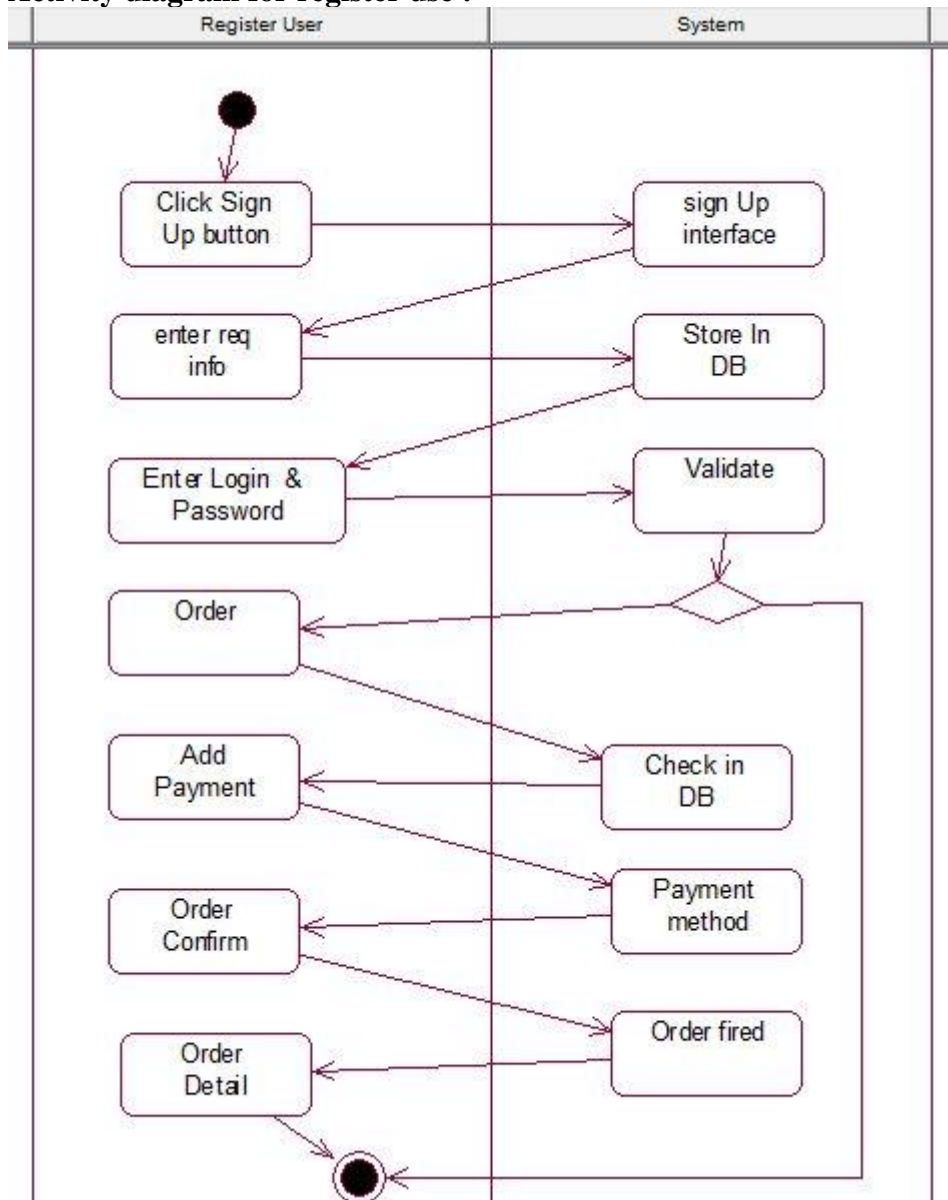 Register User
System
Click Sign
Up button
sign Up
interface
enter req
info
Store In
DB
Enter Login &
Password
Validate
Order
Add
Payment
Check in
DB
Payment
method
Order
Confirm
Order fired
Order
Detail